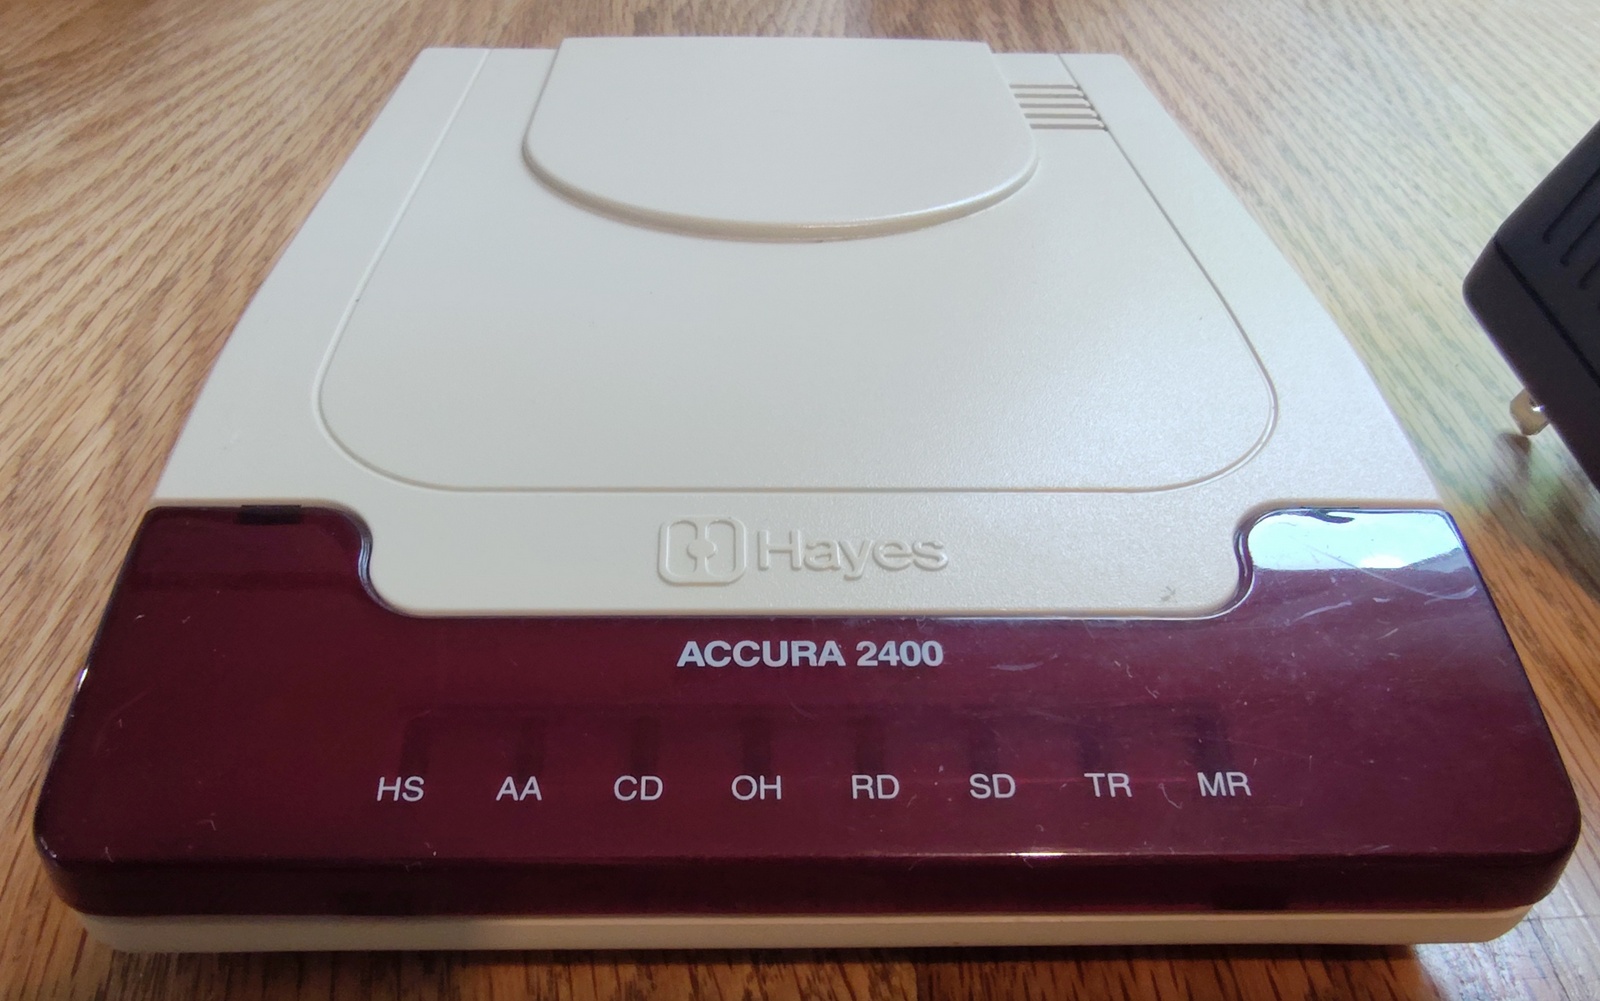 Hayes
ACCURA 2400
HS AA CD OH RD SD TR MR